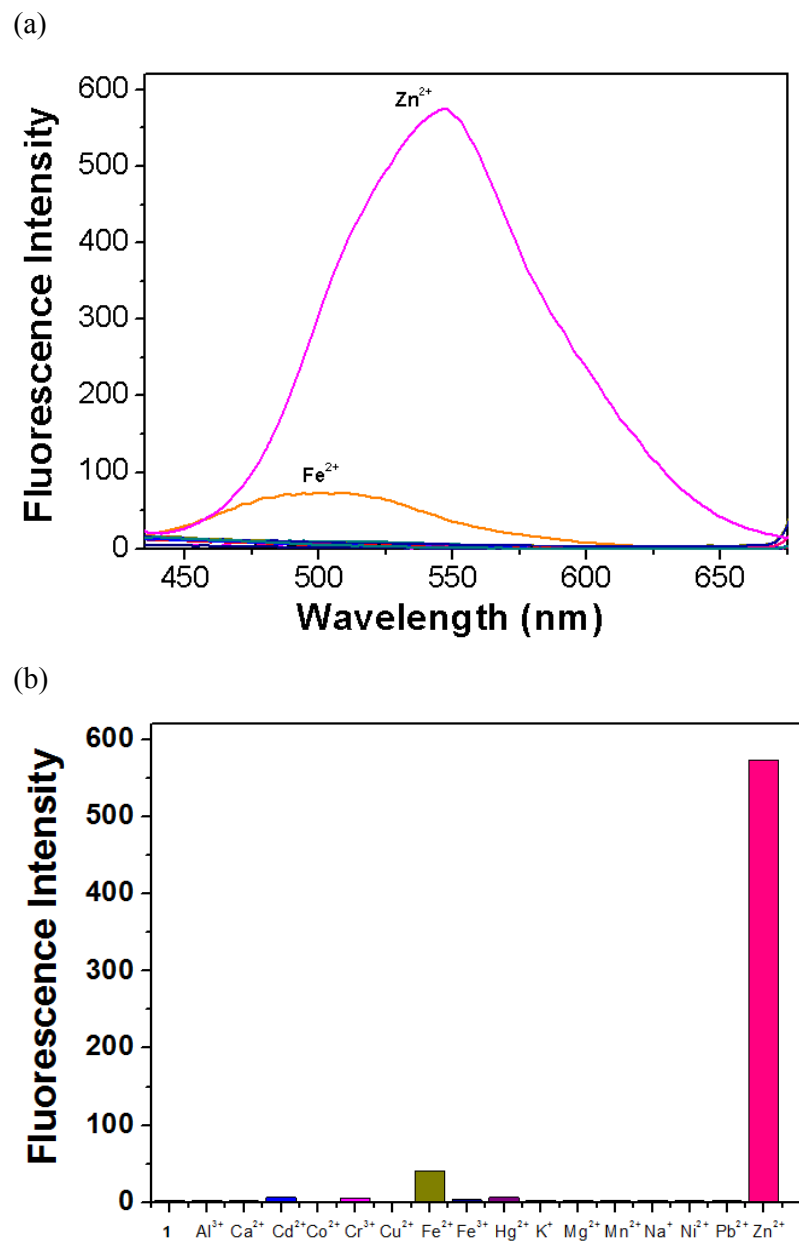 (a)
600
500
400
300
200
100
0
Fluorescence Intensity
Zn²⁺
Fe²⁺
450 500 550 600 650
Wavelength (nm)
(b)
600
500
400
300
200
100
0
Fluorescence Intensity
1 Al³⁺ Ca²⁺ Cd²⁺ Co²⁺ Cr³⁺ Cu²⁺ Fe²⁺ Fe³⁺ Hg²⁺ K⁺ Mg²⁺ Mn²⁺ Na⁺ Ni²⁺ Pb²⁺ Zn²⁺